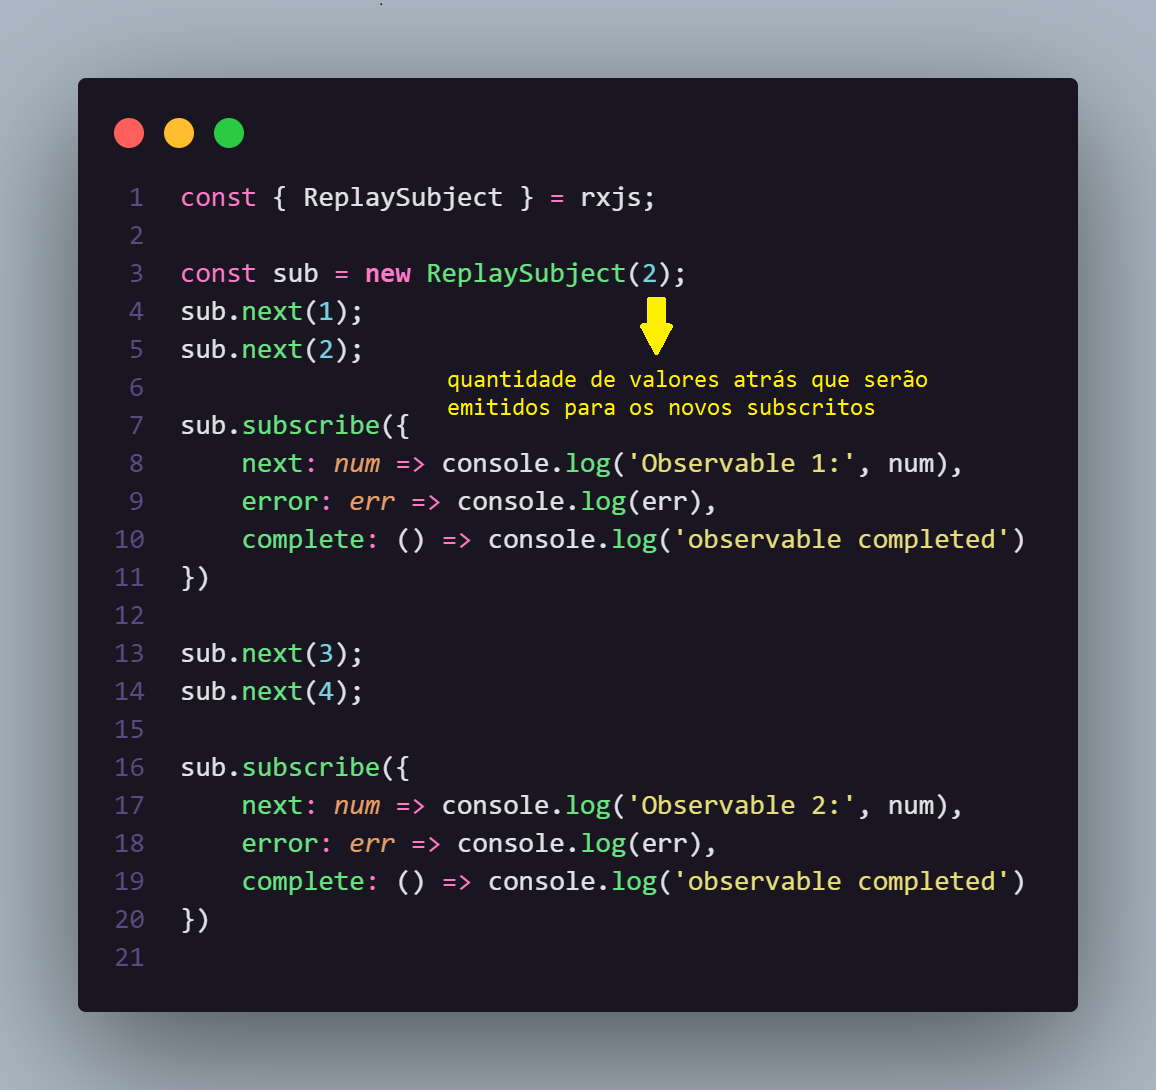 1 const { ReplaySubject } = rxjs;
2
3 const sub = new ReplaySubject(2);
4 sub.next(1);
5 sub.next(2);
quantidade de valores atrás que serão
6
emitidos para os novos subscritos
7 sub.subscribe({
8     next: num => console.log('Observable 1:', num),
9     error: err => console.log(err),
10     complete: () => console.log('observable completed')
11 })
12
13 sub.next(3);
14 sub.next(4);
15
16 sub.subscribe({
17     next: num => console.log('Observable 2:', num),
18     error: err => console.log(err),
19     complete: () => console.log('observable completed')
20 })
21